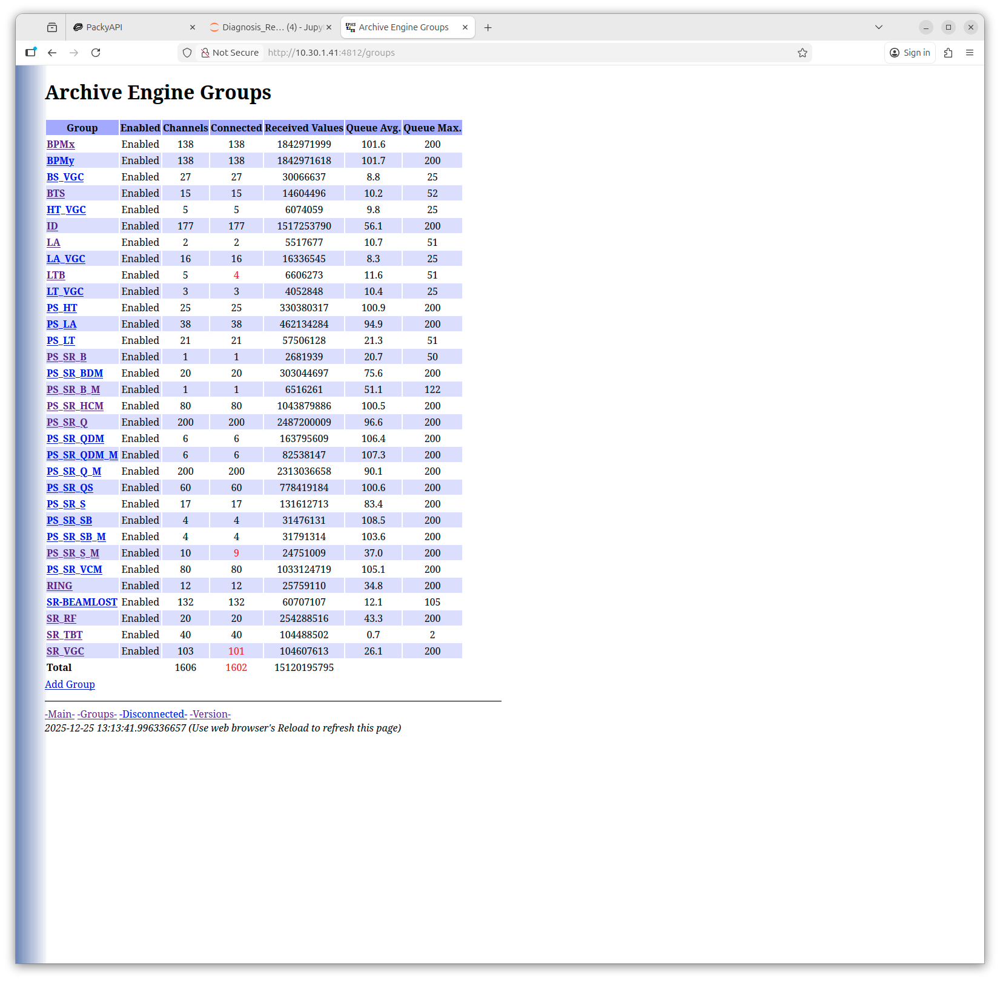 PackyAPI
Diagnosis_Re... (4) - Jupy
Archive Engine Groups
Not Secure http://10.30.1.41:4812/groups
Sign in
Archive Engine Groups
Group Enabled Channels Connected Received Values Queue Avg. Queue Max.
BPMx Enabled 138 138 1842971999 101.6 200
BPMy Enabled 138 138 1842971618 101.7 200
BS_VGC Enabled 27 27 30066637 8.8 25
BTS Enabled 15 15 14604496 10.2 52
HT_VGC Enabled 5 5 6074059 9.8 25
ID Enabled 177 177 1517253790 56.1 200
LA Enabled 2 2 5517677 10.7 51
LA_VGC Enabled 16 16 16336545 8.3 25
LTB Enabled 5 4 6606273 11.6 51
LT_VGC Enabled 3 3 4052848 10.4 25
PS_HT Enabled 25 25 330380317 100.9 200
PS_LA Enabled 38 38 462134284 94.9 200
PS_LT Enabled 21 21 57506128 21.3 51
PS_SR_B Enabled 1 1 2681939 20.7 50
PS_SR_BDM Enabled 20 20 303044697 75.6 200
PS_SR_B_M Enabled 1 1 6516261 51.1 122
PS_SR_HCM Enabled 80 80 1043879886 100.5 200
PS_SR_Q Enabled 200 200 2487200009 96.6 200
PS_SR_QDM Enabled 6 6 163795609 106.4 200
PS_SR_QDM_M Enabled 6 6 82538147 107.3 200
PS_SR_Q_M Enabled 200 200 2313036658 90.1 200
PS_SR_QS Enabled 60 60 778419184 100.6 200
PS_SR_S Enabled 17 17 131612713 83.4 200
PS_SR_SB Enabled 4 4 31476131 108.5 200
PS_SR_SB_M Enabled 4 4 31791314 103.6 200
PS_SR_S_M Enabled 10 9 24751009 37.0 200
PS_SR_VCM Enabled 80 80 1033124719 105.1 200
RING Enabled 12 12 25759110 34.8 200
SR-BEAMLOST Enabled 132 132 60707107 12.1 105
SR_RF Enabled 20 20 254288516 43.3 200
SR_TBT Enabled 40 40 104488502 0.7 2
SR_VGC Enabled 103 101 104607613 26.1 200
Total 1606 1602 15120195795
Add Group
-Main- -Groups- -Disconnected- -Version-
2025-12-25 13:13:41.996336657 (Use web browser's Reload to refresh this page)